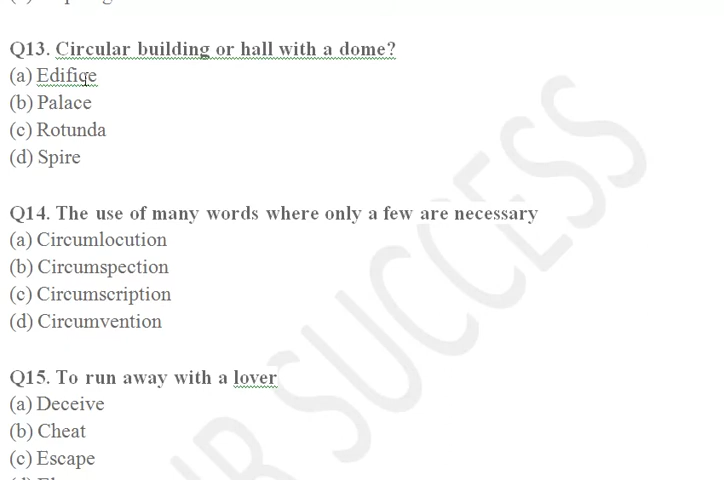 Q13. Circular building or hall with a dome?
(a) Edifice
(b) Palace
(c) Rotunda
(d) Spire
Q14. The use of many words where only a few are necessary
(a) Circumlocution
(b) Circumspection
(c) Circumscription
(d) Circumvention
Q15. To run away with a lover
(a) Deceive
(b) Cheat
(c) Escape
SUCCESS